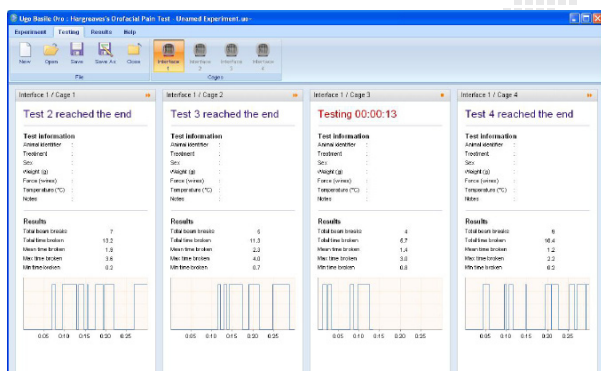 Ugo Basile Oro : Hargreaves's Orofacial Pain Test - Unamed Experiment.uo-
Experiment Testing Results Help
New Open Save Save As Close Interface 1 Interface 2 Interface 3 Interface 4
File Cages
Interface 1 / Cage 1
Test 2 reached the end
Test information
Animal identifier :
Treatment :
Sex :
Weight (g) :
Force (wires) :
Temperature (°C) :
Notes :
Results
Total beam breaks 7
Total time broken 13.2
Mean time broken 1.9
Max time broken 3.6
Min time broken 0.2
0.05 0.10 0.15 0.20 0.25
Interface 1 / Cage 2
Test 3 reached the end
Test information
Animal identifier :
Treatment :
Sex :
Weight (g) :
Force (wires) :
Temperature (°C) :
Notes :
Results
Total beam breaks
Total time broken
Mean time broken 2.3
Max time broken 4.0
Min time broken 0.7
0.05 0.10 0.15 0.20 0.25
Interface 1 / Cage 3
Testing 00:00:13
Test information
Animal identifier :
Treatment :
Sex :
Weight (g) :
Force (wires) :
Temperature (°C) :
Notes :
Results
Total beam breaks 4
Total time broken 6.7
Mean time broken
Max time broken
Min time broken 0.8
0.05 0.10 0.15 0.20 0.25
Interface 1 / Cage 4
Test 4 reached the end
Test information
Animal identifier :
Treatment :
Sex :
Weight (g) :
Force (wires) :
Temperature (°C) :
Notes :
Results
Total beam breaks
Total time broken
Mean time broken 1.2
Max time broken
Min time broken 0.2
0.05 0.10 0.15 0.20 0.25